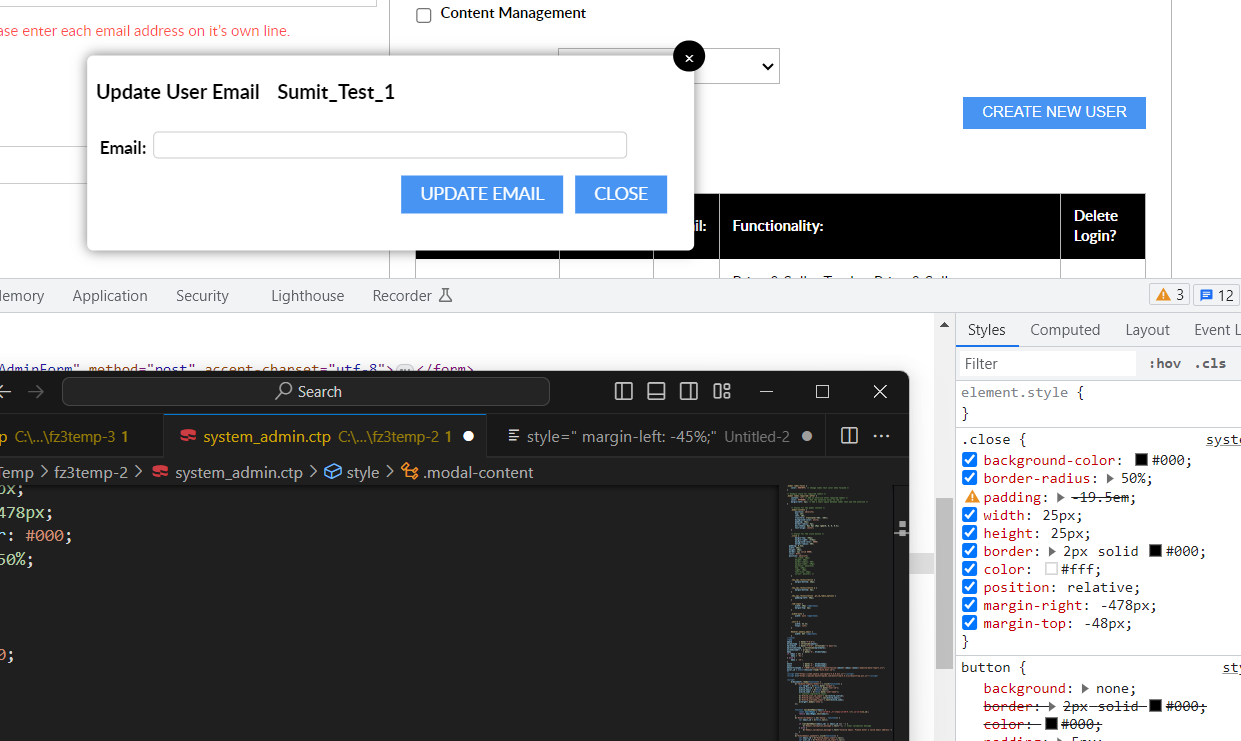 Content Management
ase enter each email address on it's own line.
×
Update User Email Sumit_Test_1
CREATE NEW USER
Email:
UPDATE EMAIL CLOSE
il: Functionality: Delete
Login?
emory Application Security Lighthouse Recorder 3 12
Styles Computed Layout Event L
AdminForm" method="post" accept-charset="utf-8">…</form>
Filter :hov .cls
Search
element.style {
}
p C:\...\fz3temp-3 1 system_admin.ctp C:\...\fz3temp-2 1 style=" margin-left: -45%;" Untitled-2
.close { syst
background-color: #000;
Temp > fz3temp-2 > system_admin.ctp > style > .modal-content
border-radius: 50%;
px;
padding: -19.5em;
478px;
width: 25px;
r: #000;
height: 25px;
50%;
border: 2px solid #000;
color: #fff;
position: relative;
margin-right: -478px;
margin-top: -48px;
}
0;
button { st
background: none;
border: 2px solid #000;
color: #000;
padding: 5px;